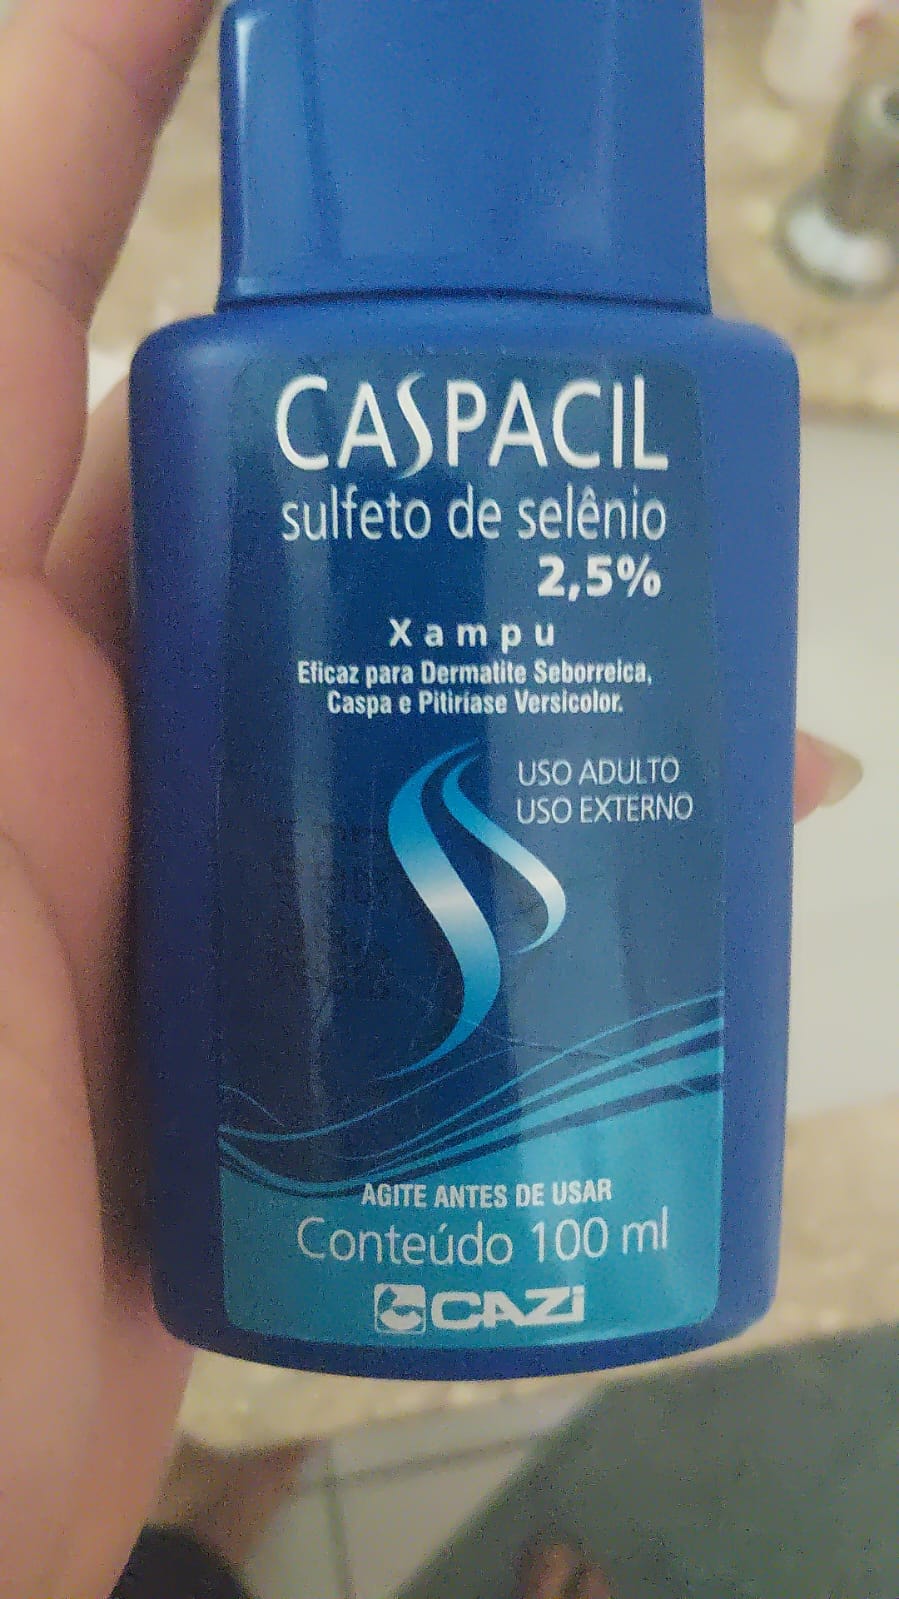 CASPACIL
sulfeto de selênio
2,5%
Xampu
Eficaz para Dermatite Seborreica,
Caspa e Pitiríase Versicolor.
USO ADULTO
USO EXTERNO
AGITE ANTES DE USAR
Conteúdo 100 ml
CAZi